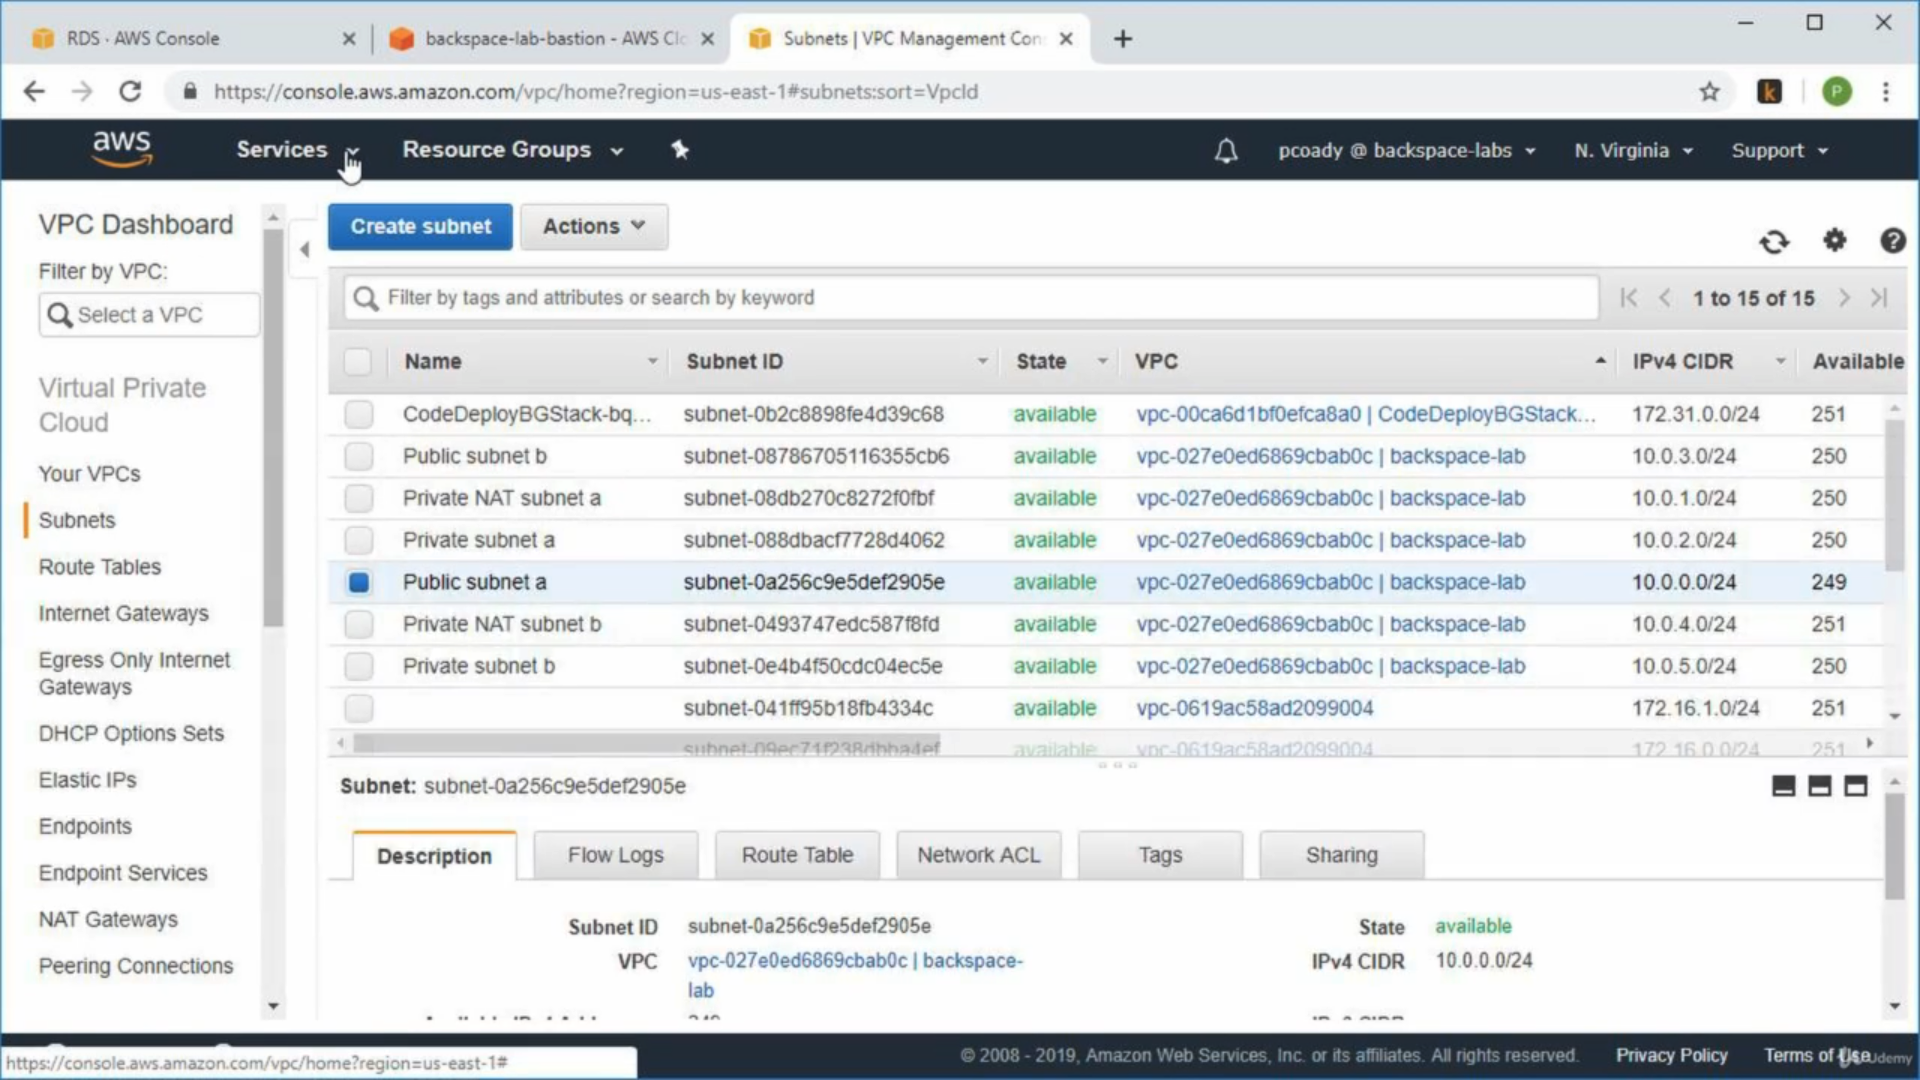 RDS · AWS Console
backspace-lab-bastion - AWS Clo
Subnets | VPC Management Con
https://console.aws.amazon.com/vpc/home?region=us-east-1#subnets:sort=VpcId
k
P
aws
Services
Resource Groups
pcoady @ backspace-labs
N. Virginia
Support
VPC Dashboard
Filter by VPC:
Select a VPC
Virtual Private
Cloud
Your VPCs
Subnets
Route Tables
Internet Gateways
Egress Only Internet
Gateways
DHCP Options Sets
Elastic IPs
Endpoints
Endpoint Services
NAT Gateways
Peering Connections
Create subnet
Actions
Filter by tags and attributes or search by keyword
1 to 15 of 15
Name Subnet ID State VPC IPv4 CIDR Available
CodeDeployBGStack-bq... subnet-0b2c8898fe4d39c68 available vpc-00ca6d1bf0efca8a0 | CodeDeployBGStack... 172.31.0.0/24 251
Public subnet b subnet-08786705116355cb6 available vpc-027e0ed6869cbab0c | backspace-lab 10.0.3.0/24 250
Private NAT subnet a subnet-08db270c8272f0fbf available vpc-027e0ed6869cbab0c | backspace-lab 10.0.1.0/24 250
Private subnet a subnet-088dbacf7728d4062 available vpc-027e0ed6869cbab0c | backspace-lab 10.0.2.0/24 250
Public subnet a subnet-0a256c9e5def2905e available vpc-027e0ed6869cbab0c | backspace-lab 10.0.0.0/24 249
Private NAT subnet b subnet-0493747edc587f8fd available vpc-027e0ed6869cbab0c | backspace-lab 10.0.4.0/24 251
Private subnet b subnet-0e4b4f50cdc04ec5e available vpc-027e0ed6869cbab0c | backspace-lab 10.0.5.0/24 250
subnet-041ff95b18fb4334c available vpc-0619ac58ad2099004 172.16.1.0/24 251
subnet-09ec71f238dbba4ef available vpc-0619ac58ad2099004 172.16.0.0/24 251
Subnet: subnet-0a256c9e5def2905e
Description
Flow Logs
Route Table
Network ACL
Tags
Sharing
Subnet ID subnet-0a256c9e5def2905e
State available
VPC vpc-027e0ed6869cbab0c | backspace-
lab
IPv4 CIDR 10.0.0.0/24
https://console.aws.amazon.com/vpc/home?region=us-east-1#
© 2008 - 2019, Amazon Web Services, Inc. or its affiliates. All rights reserved.
Privacy Policy
Terms of Use
Udemy